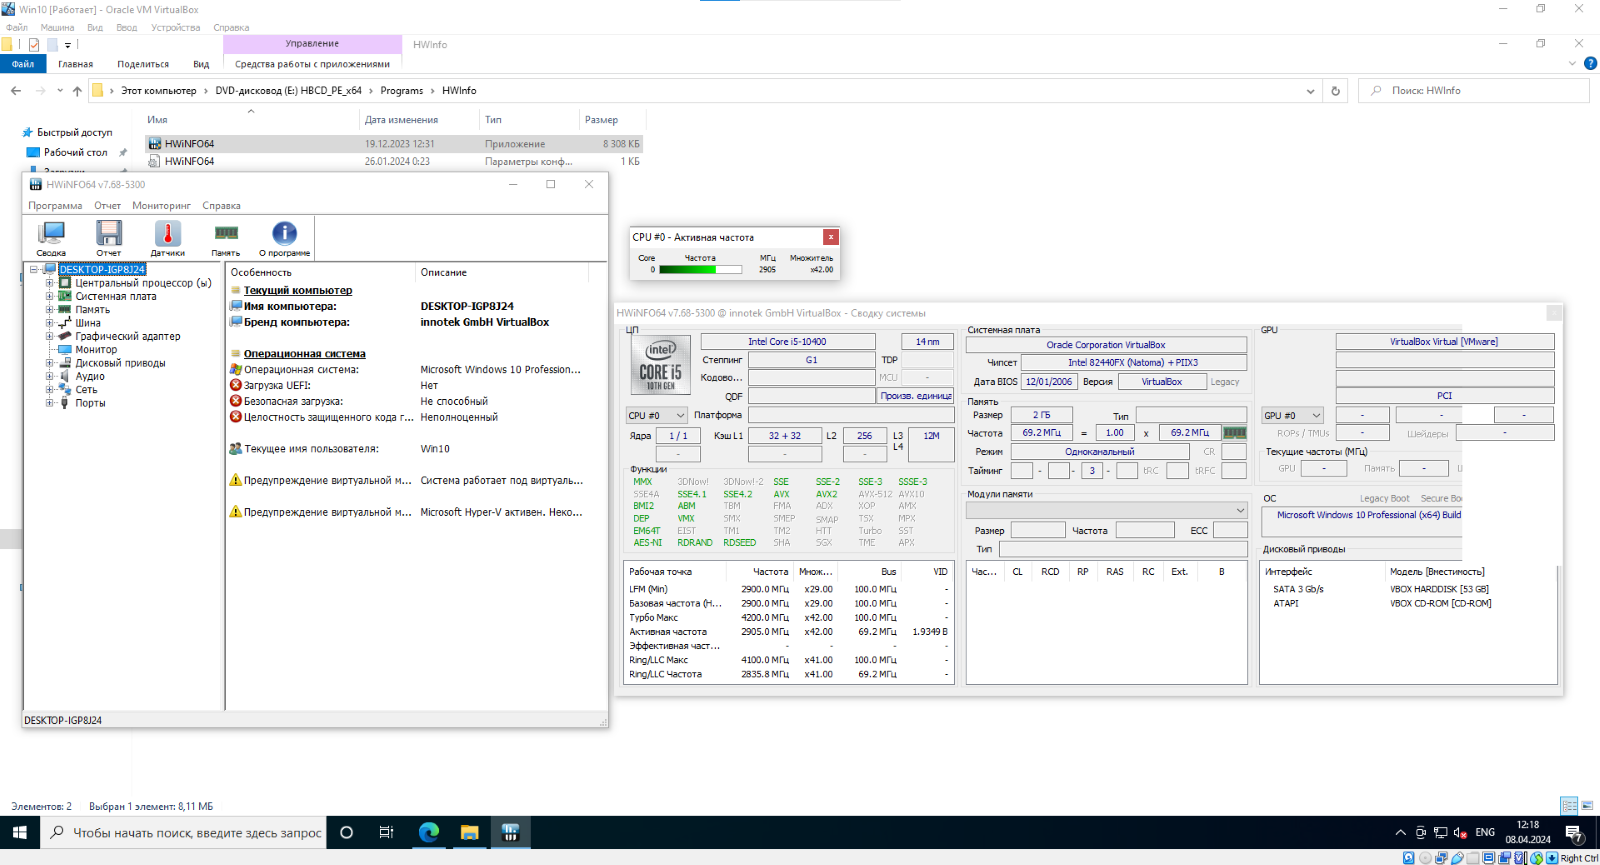 Win10 [Работает] - Oracle VM VirtualBox
Файл Машина Вид Ввод Устройства Справка
Управление HWInfo
Файл Главная Поделиться Вид Средства работы с приложениями
Этот компьютер › DVD-дисковод (E:) HBCD_PE_x64 › Programs › HWInfo
Поиск: HWInfo
Имя Дата изменения Тип Размер
Быстрый доступ
Рабочий стол
HWiNFO64 19.12.2023 12:31 Приложение 8 308 КБ
HWiNFO64 26.01.2024 0:23 Параметры конф... 1 КБ
HWiNFO64 v7.68-5300
Программа Отчет Мониторинг Справка
Сводка Отчет Датчики Память О программе
DESKTOP-IGP8J24
Центральный процессор (ы)
Системная плата
Память
Шина
Графический адаптер
Монитор
Дисковый приводы
Аудио
Сеть
Порты
Особенность Описание
Текущий компьютер
Имя компьютера: DESKTOP-IGP8J24
Бренд компьютера: innotek GmbH VirtualBox
Операционная система
Операционная система: Microsoft Windows 10 Profession...
Загрузка UEFI: Нет
Безопасная загрузка: Не способный
Целостность защищенного кода г... Неполноценный
Текущее имя пользователя: Win10
Предупреждение виртуальной м... Система работает под виртуаль...
Предупреждение виртуальной м... Microsoft Hyper-V активен. Неко...
DESKTOP-IGP8J24
CPU #0 - Активная частота x
Core Частота МГц Множитель
0 2905 x42.00
HWiNFO64 v7.68-5300 @ innotek GmbH VirtualBox - Сводку системы
ЦП
intel CORE i5 10TH GEN
Intel Core i5-10400 14 nm
Степпинг G1 TDP
Кодово... MCU -
QDF Произв. единица
CPU #0 Платформа
Ядра 1 / 1 Кэш L1 32 + 32 L2 256 L3 12M
- - - L4
Функции
MMX 3DNow! 3DNow!-2 SSE SSE-2 SSE-3 SSSE-3
SSE4A SSE4.1 SSE4.2 AVX AVX2 AVX-512 AVX10
BMI2 ABM TBM FMA ADX XOP AMX
DEP VMX SMX SMEP SMAP TSX MPX
EM64T EIST TM1 TM2 HTT Turbo SST
AES-NI RDRAND RDSEED SHA SGX TME APX
Рабочая точка Частота Множ... Bus VID
LFM (Min) 2900.0 МГц x29.00 100.0 МГц -
Базовая частота (H... 2900.0 МГц x29.00 100.0 МГц -
Турбо Макс 4200.0 МГц x42.00 100.0 МГц -
Активная частота 2905.0 МГц x42.00 69.2 МГц 1.9349 В
Эффективная част... - - - -
Ring/LLC Макс 4100.0 МГц x41.00 100.0 МГц -
Ring/LLC Частота 2835.8 МГц x41.00 69.2 МГц -
Системная плата
Oracle Corporation VirtualBox
Чипсет Intel 82440FX (Natoma) + PIIX3
Дата BIOS 12/01/2006 Версия VirtualBox Legacy
Память
Размер 2 ГБ Тип
Частота 69.2 МГц = 1.00 x 69.2 МГц
Режим Одноканальный CR
Тайминг - - 3 - tRC tRFC
Модули памяти
Размер Частота ECC
Тип
Час... CL RCD RP RAS RC Ext. В
GPU
VirtualBox Virtual [VMware]
PCI
GPU #0 - - -
ROPs / TMUs - Шейдеры -
Текущие частоты (МГц)
GPU - Память -
ОС Legacy Boot Secure Boo
Microsoft Windows 10 Professional (x64) Build
Дисковый приводы
Интерфейс Модель [Вместимость]
SATA 3 Gb/s VBOX HARDDISK [53 GB]
ATAPI VBOX CD-ROM [CD-ROM]
Элементов: 2 Выбран 1 элемент: 8,11 МБ
Чтобы начать поиск, введите здесь запрос
ENG 12:18
08.04.2024
7
Right Ctrl